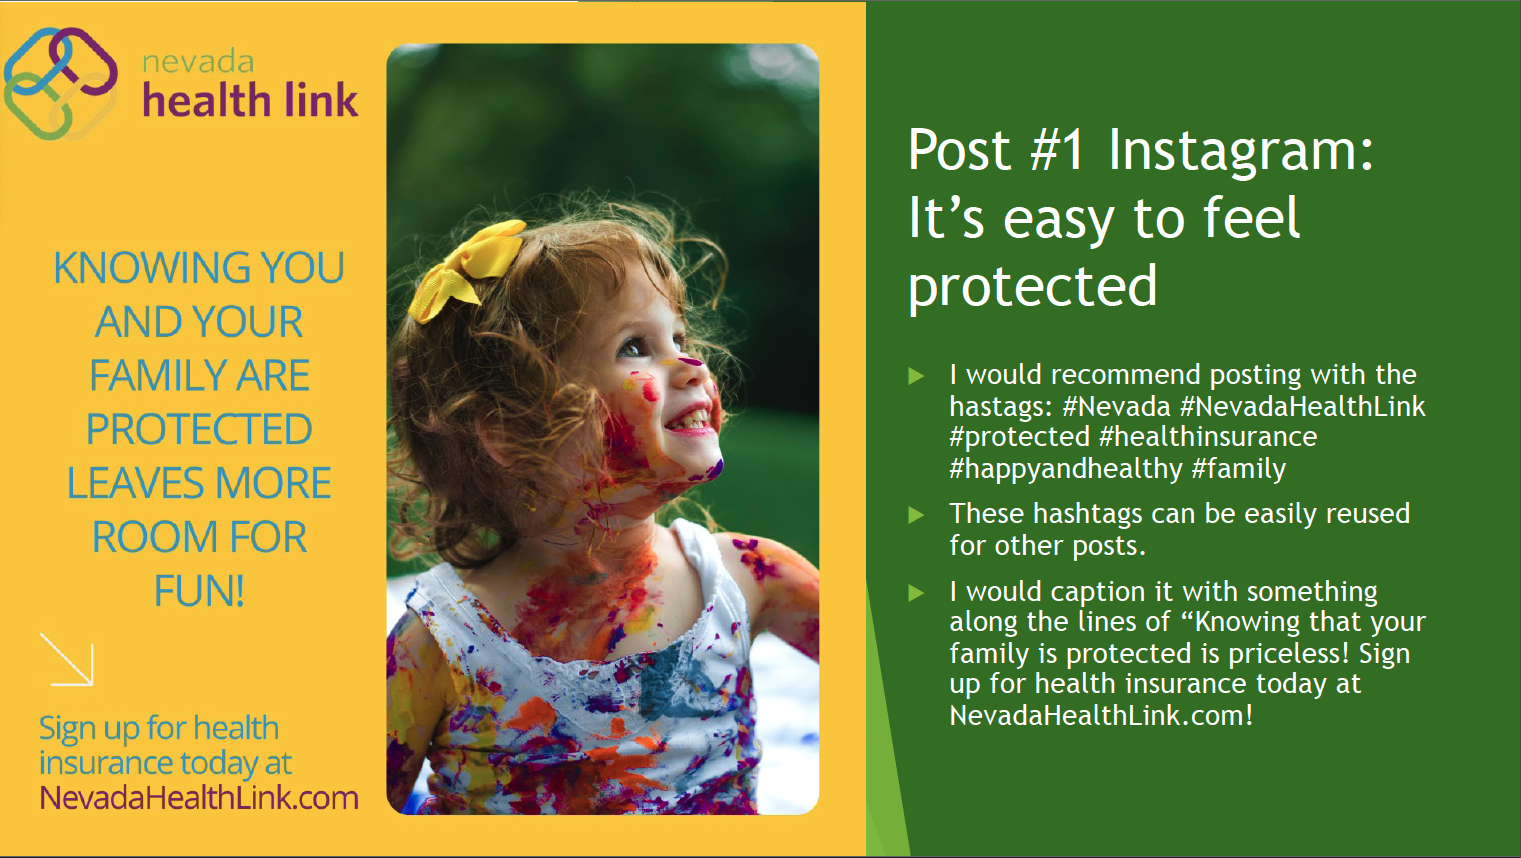 nevada
health link
KNOWING YOU
AND YOUR
FAMILY ARE
PROTECTED
LEAVES MORE
ROOM FOR
FUN!
Sign up for health
insurance today at
NevadaHealthLink.com
Post #1 Instagram:
It’s easy to feel
protected
I would recommend posting with the
hastags: #Nevada #NevadaHealthLink
#protected #healthinsurance
#happyandhealthy #family
These hashtags can be easily reused
for other posts.
I would caption it with something
along the lines of “Knowing that your
family is protected is priceless! Sign
up for health insurance today at
NevadaHealthLink.com!